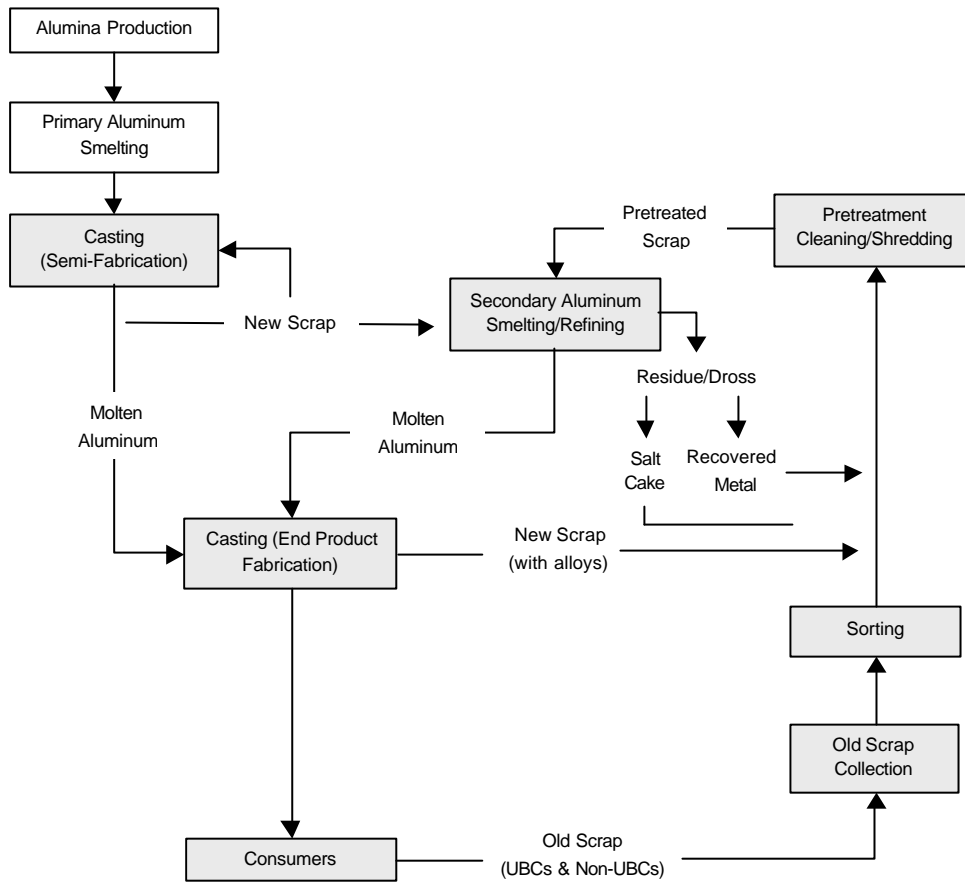 Alumina Production
Primary Aluminum
Smelting
Casting
(Semi-Fabrication)
Pretreated
Scrap
Pretreatment
Cleaning/Shredding
New Scrap
Secondary Aluminum
Smelting/Refining
Residue/Dross
Molten
Aluminum
Molten
Aluminum
Salt
Cake
Recovered
Metal
Casting (End Product
Fabrication)
New Scrap
(with alloys)
Sorting
Old Scrap
Collection
Consumers
Old Scrap
(UBCs & Non-UBCs)